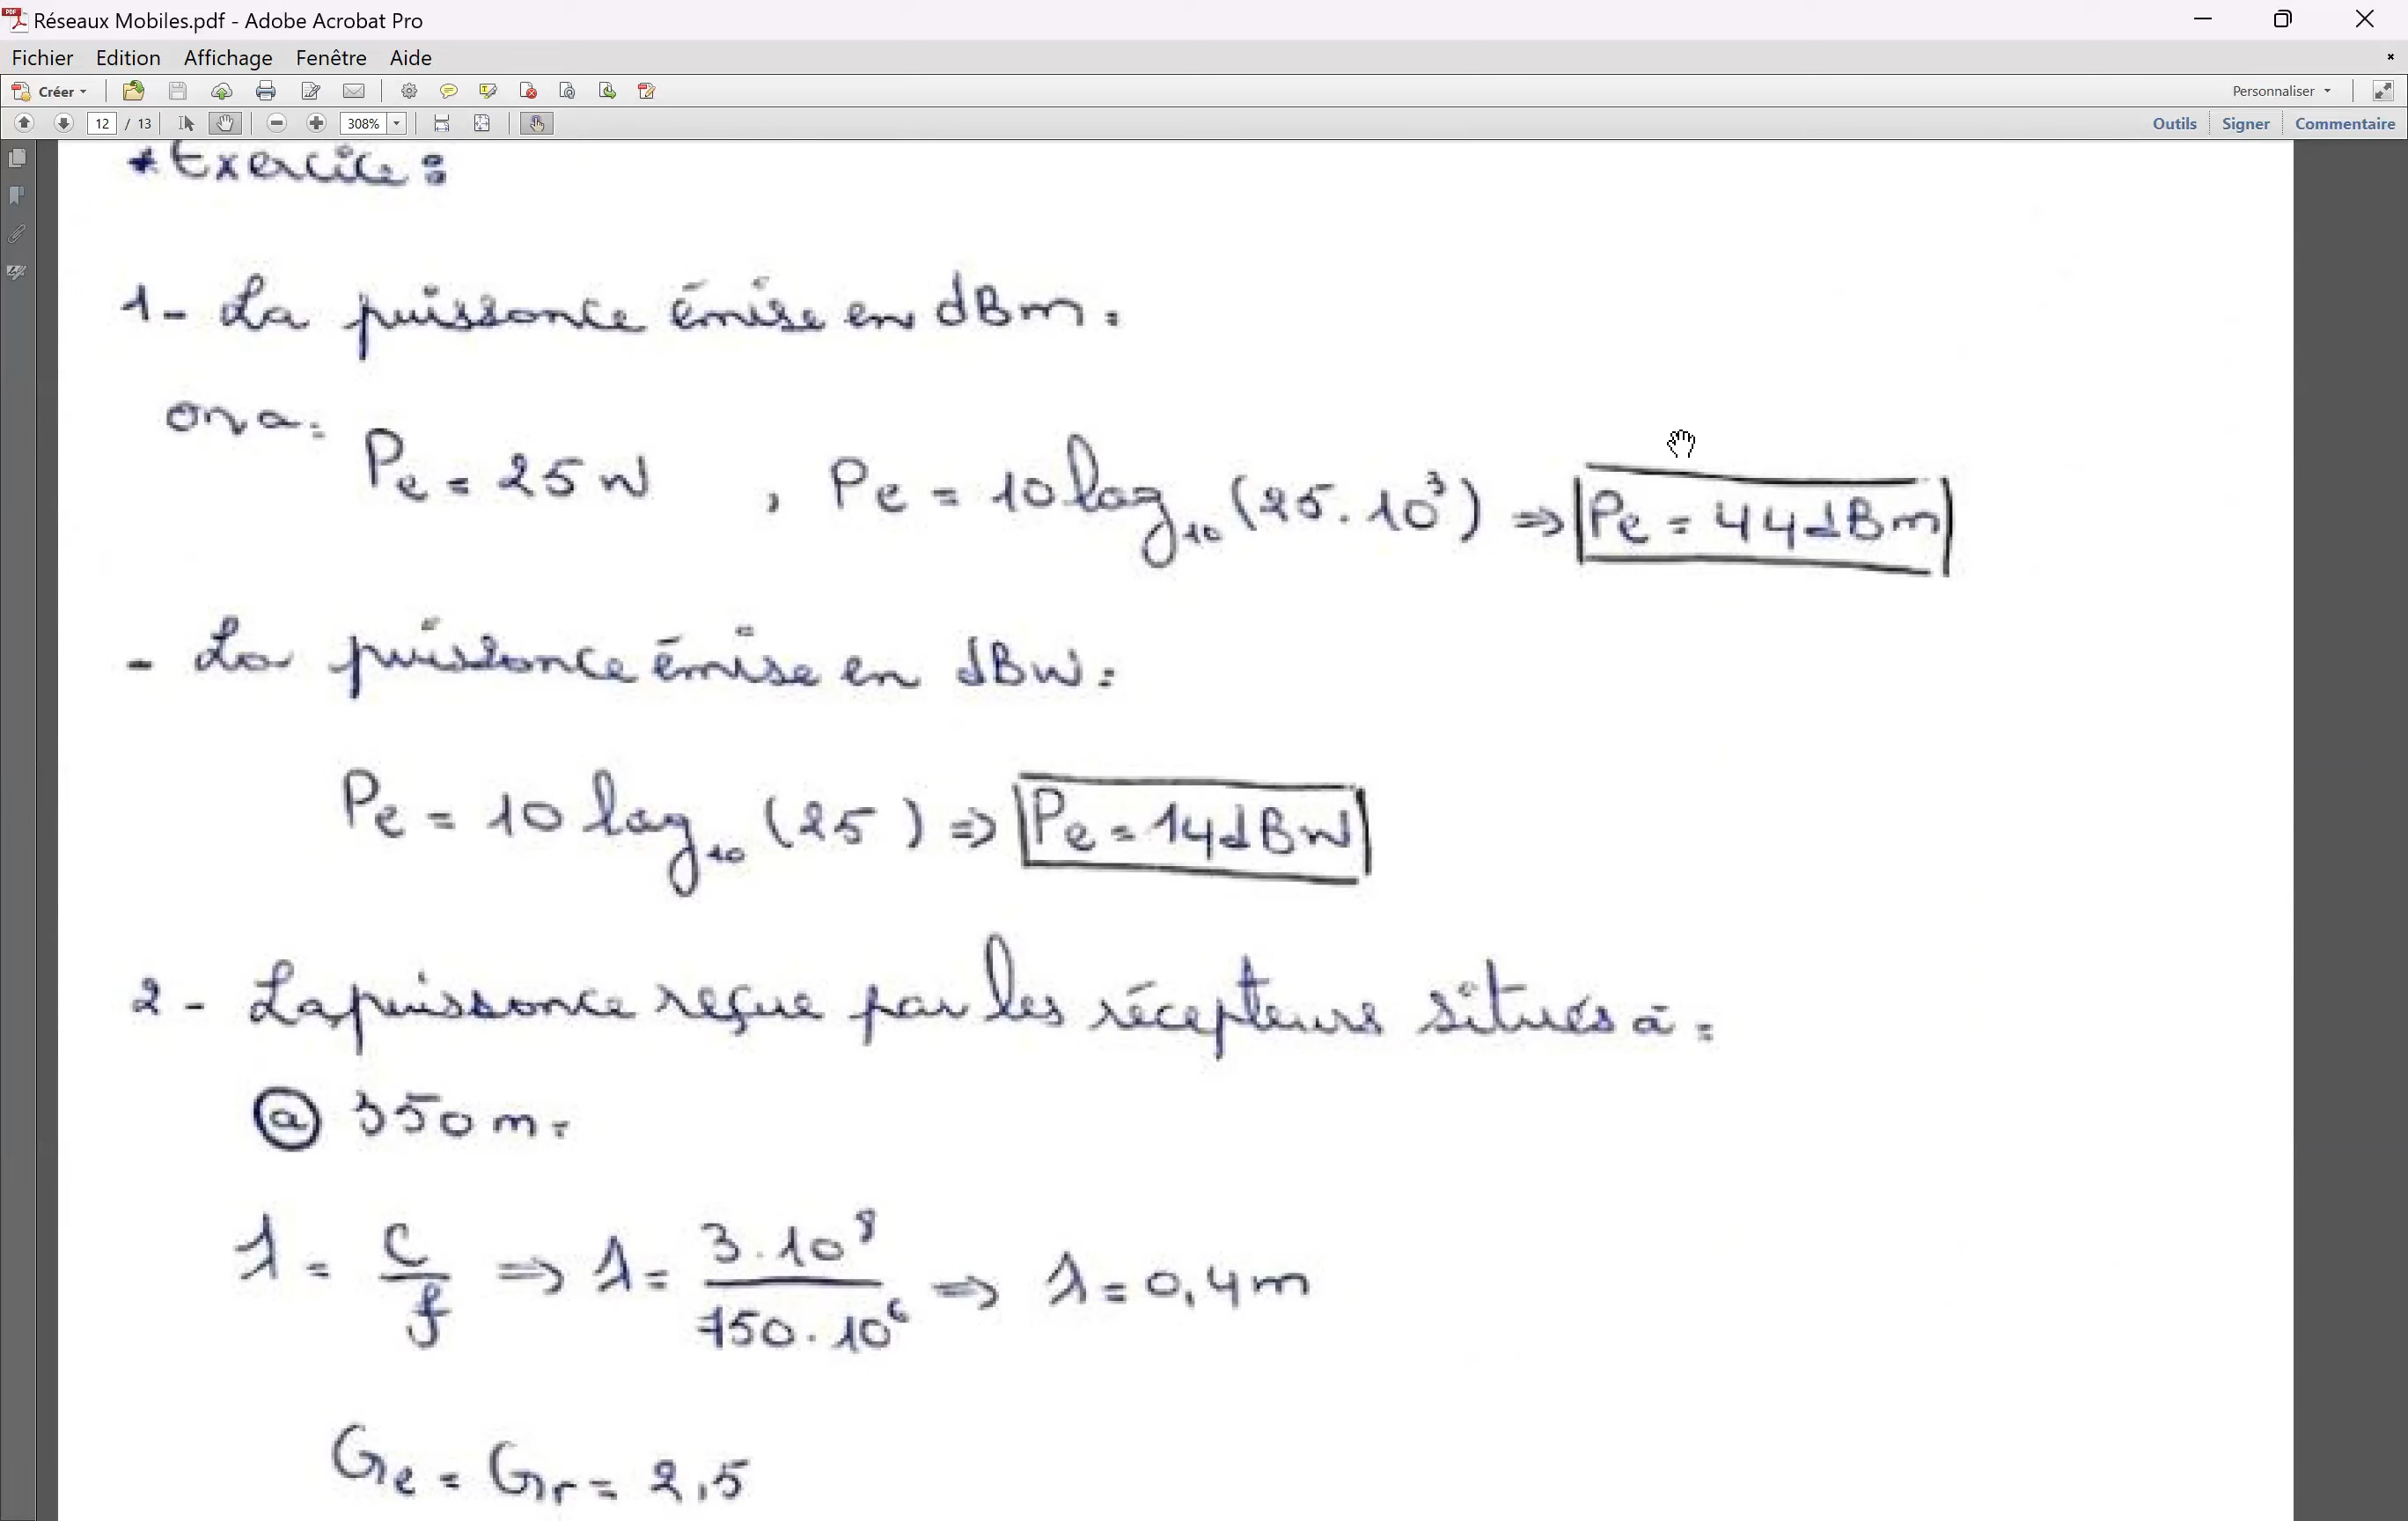 Réseaux Mobiles.pdf - Adobe Acrobat Pro
Fichier Edition Affichage Fenêtre Aide
Créer Personnaliser
12 / 13 308% Outils Signer Commentaire
* Exercice :
1- La puissance émise en dBm :
on a : Pe = 25 W , Pe = 10 log₁₀ (25 . 10³) ⇒ Pe = 44 dBm
- La puissance émise en dBW :
Pe = 10 log₁₀ (25) ⇒ Pe = 14 dBW
2 - La puissance reçue par les récepteurs situés à :
ⓐ 350 m :
λ = c/f ⇒ λ = 3 . 10⁸ / 750 . 10⁶ ⇒ λ = 0,4 m
Ge = Gr = 2,5